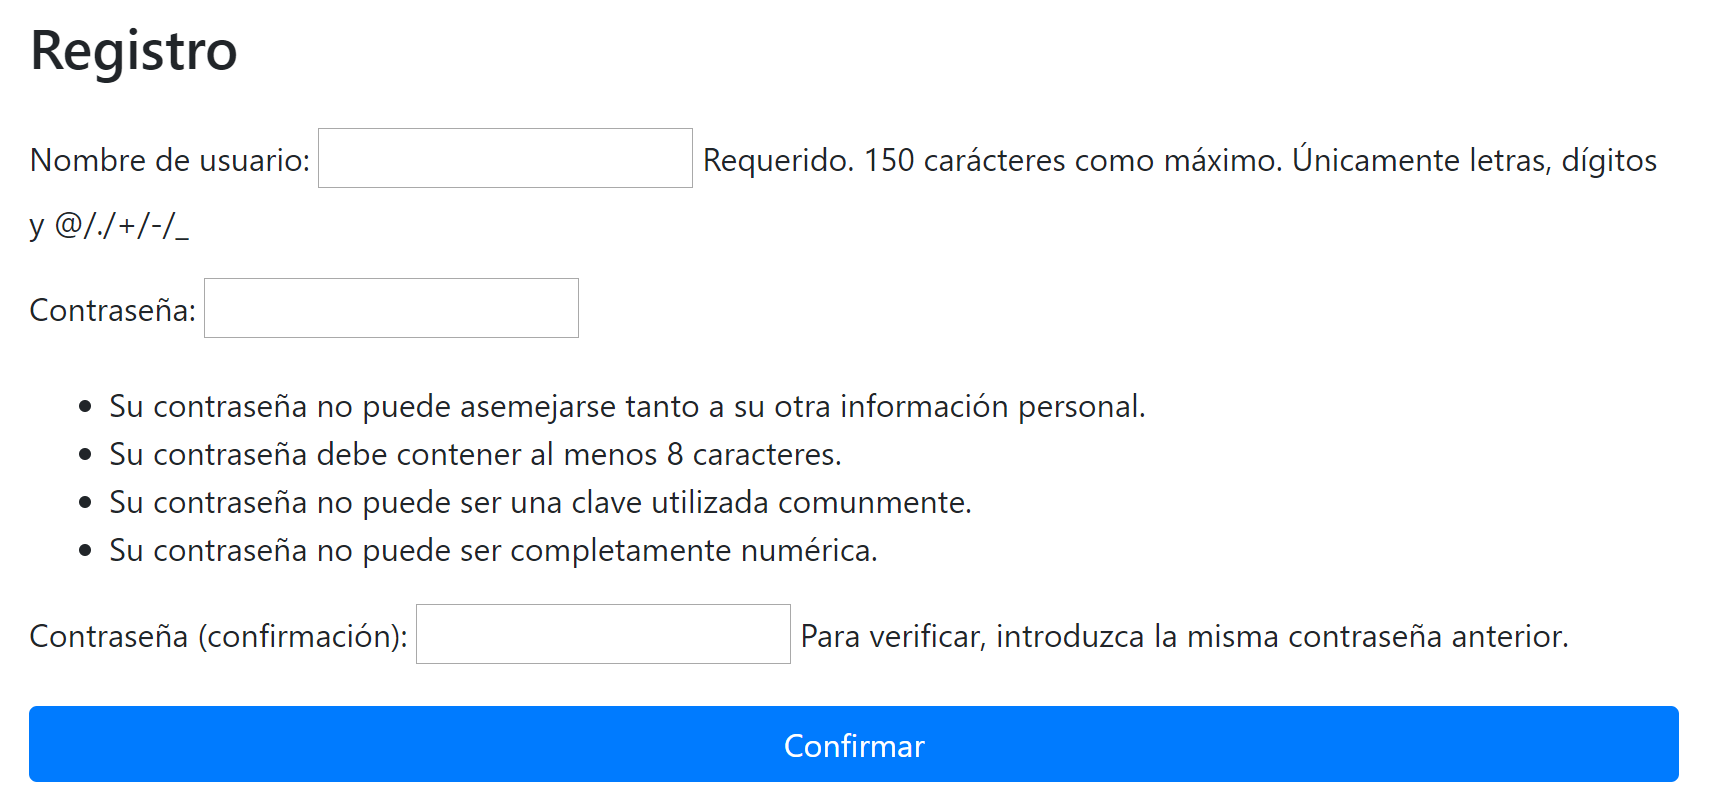 Registro
Nombre de usuario: Requerido. 150 carácteres como máximo. Únicamente letras, dígitos
y @/./+/-/_
Contraseña:
• Su contraseña no puede asemejarse tanto a su otra información personal.
• Su contraseña debe contener al menos 8 caracteres.
• Su contraseña no puede ser una clave utilizada comunmente.
• Su contraseña no puede ser completamente numérica.
Contraseña (confirmación): Para verificar, introduzca la misma contraseña anterior.
Confirmar